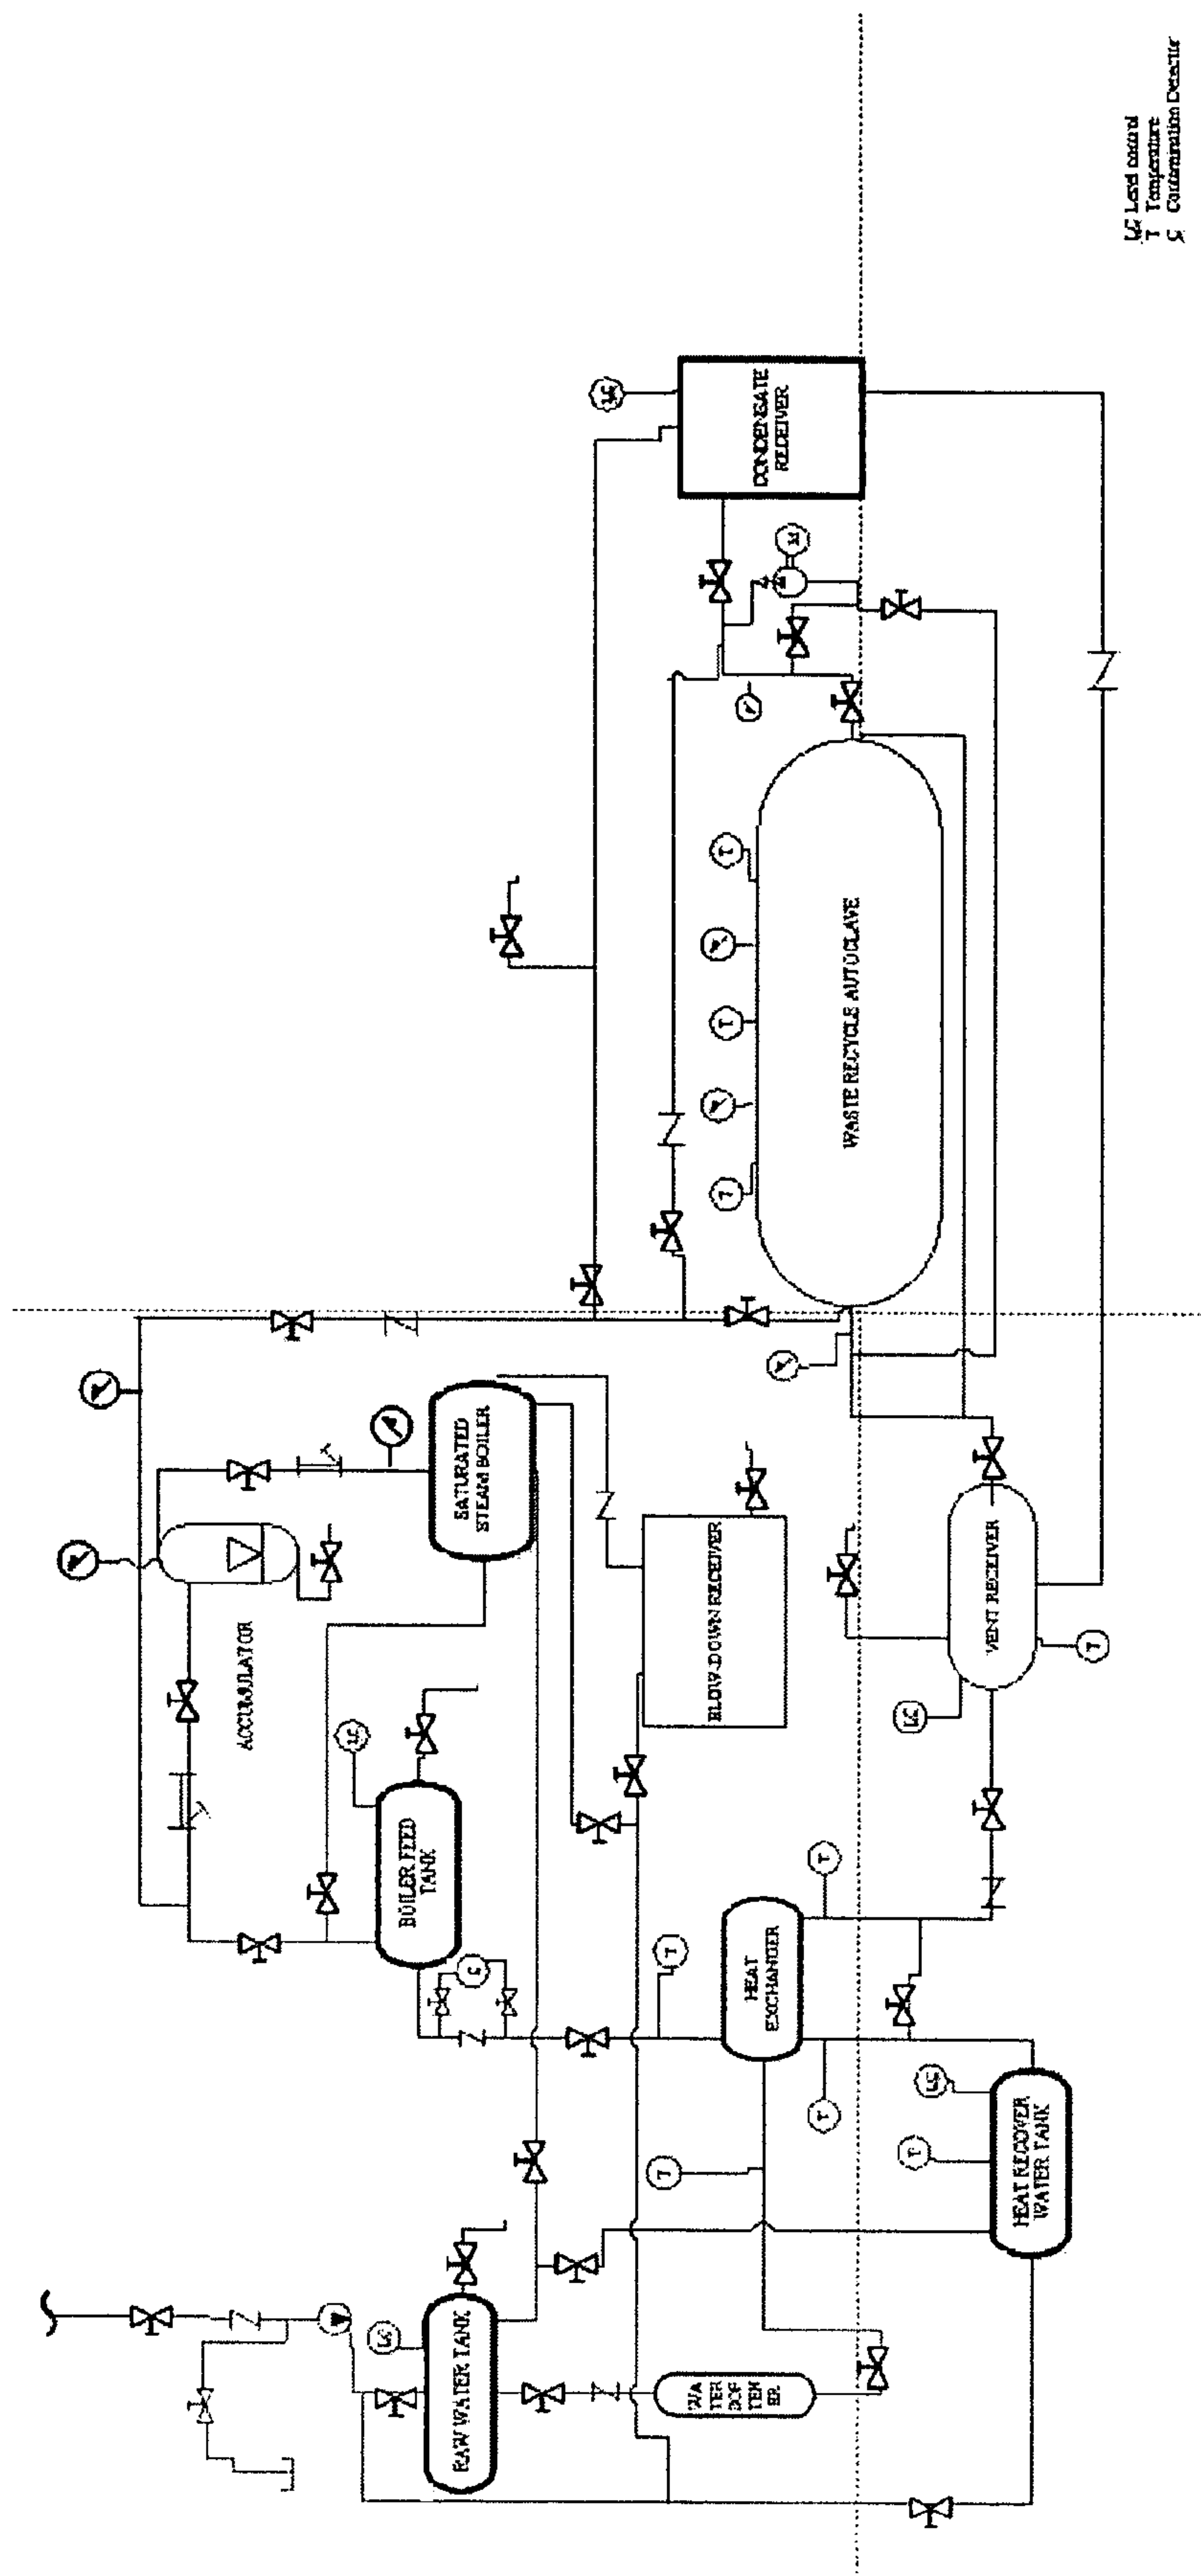 ACCUMULATOR
LC
LC
RAW WATER
TANK
BOILER FEED
TANK
SATURATED
STEAM BOILER
C
LC
T
T
WA
TER
SOF
TEN
ER
BLOW-DOWN RECEIVER
T
T
T
HEAT
EXCHANGER
CONDENSATE
RECEIVER
M
T
T
WASTE RECYCLE AUTOCLAVE
T
LC
LC
VENT RECEIVER
HEAT RECOVER
WATER TANK
T
LC Level control
T Temperature
C Contamination Detector